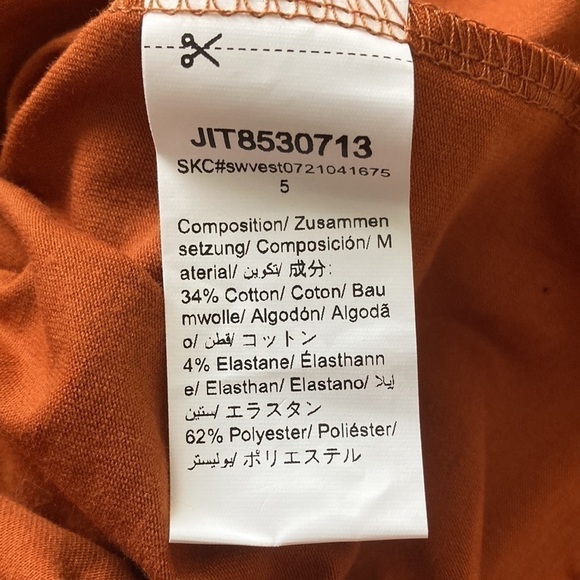 JIT8530713
SKC#swvest0721041675
5
Composition/ Zusammen
setzung/ Composición/ M
aterial/ تكوين/ 成分:
34% Cotton/ Coton/ Bau
mwolle/ Algodón/ Algodã
o/ قطن/ コットン
4% Elastane/ Élasthann
e/ Elasthan/ Elastano/ إيلا
ستين/ エラスタン
62% Polyester/ Poliéster/
بوليستر/ ポリエステル